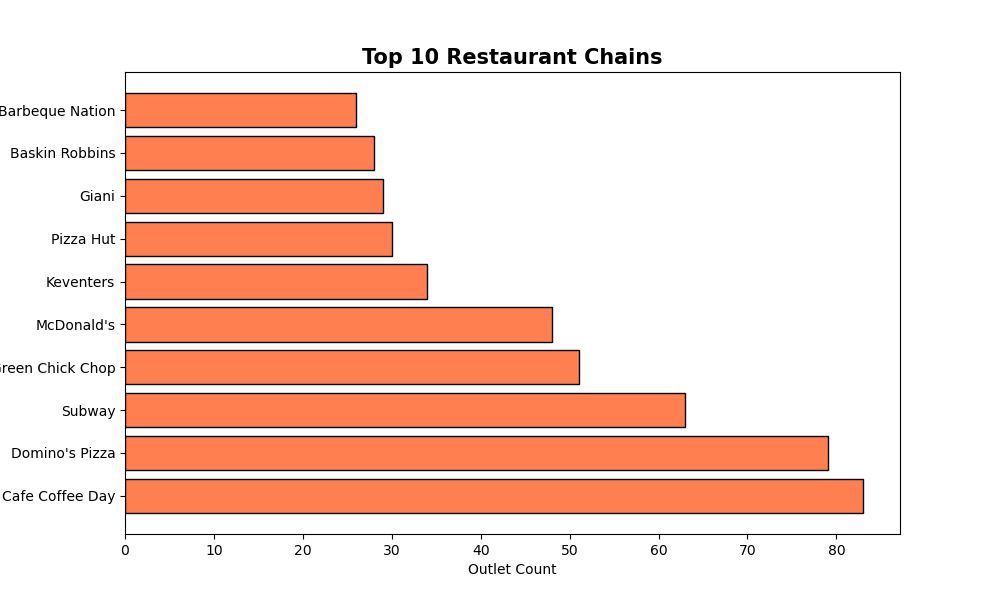 Top 10 Restaurant Chains
Barbeque Nation
Baskin Robbins
Giani
Pizza Hut
Keventers
McDonald's
Green Chick Chop
Subway
Domino's Pizza
Cafe Coffee Day
0 10 20 30 40 50 60 70 80
Outlet Count